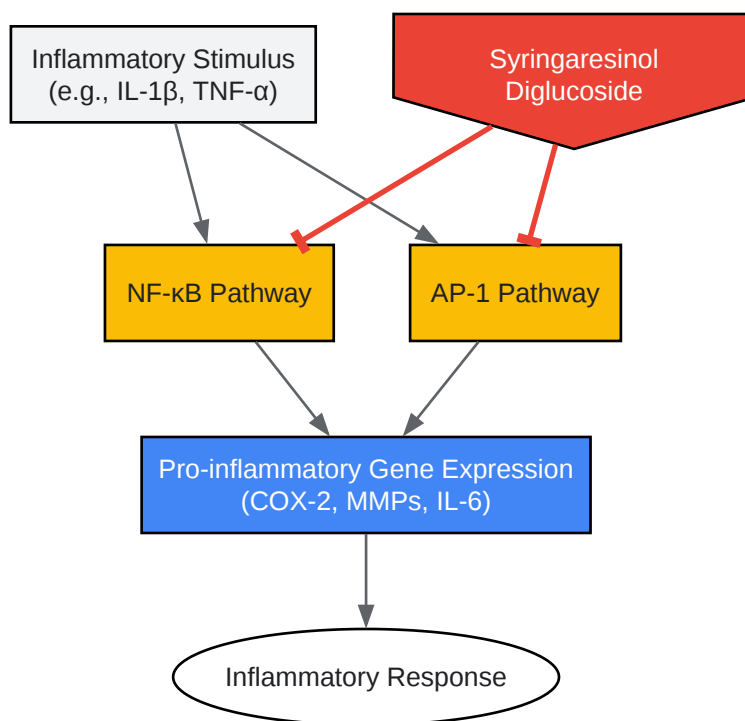 Inflammatory Stimulus
(e.g., IL-1β, TNF-α)
Syringaresinol
Diglucoside
NF-κB Pathway
AP-1 Pathway
Pro-inflammatory Gene Expression
(COX-2, MMPs, IL-6)
Inflammatory Response